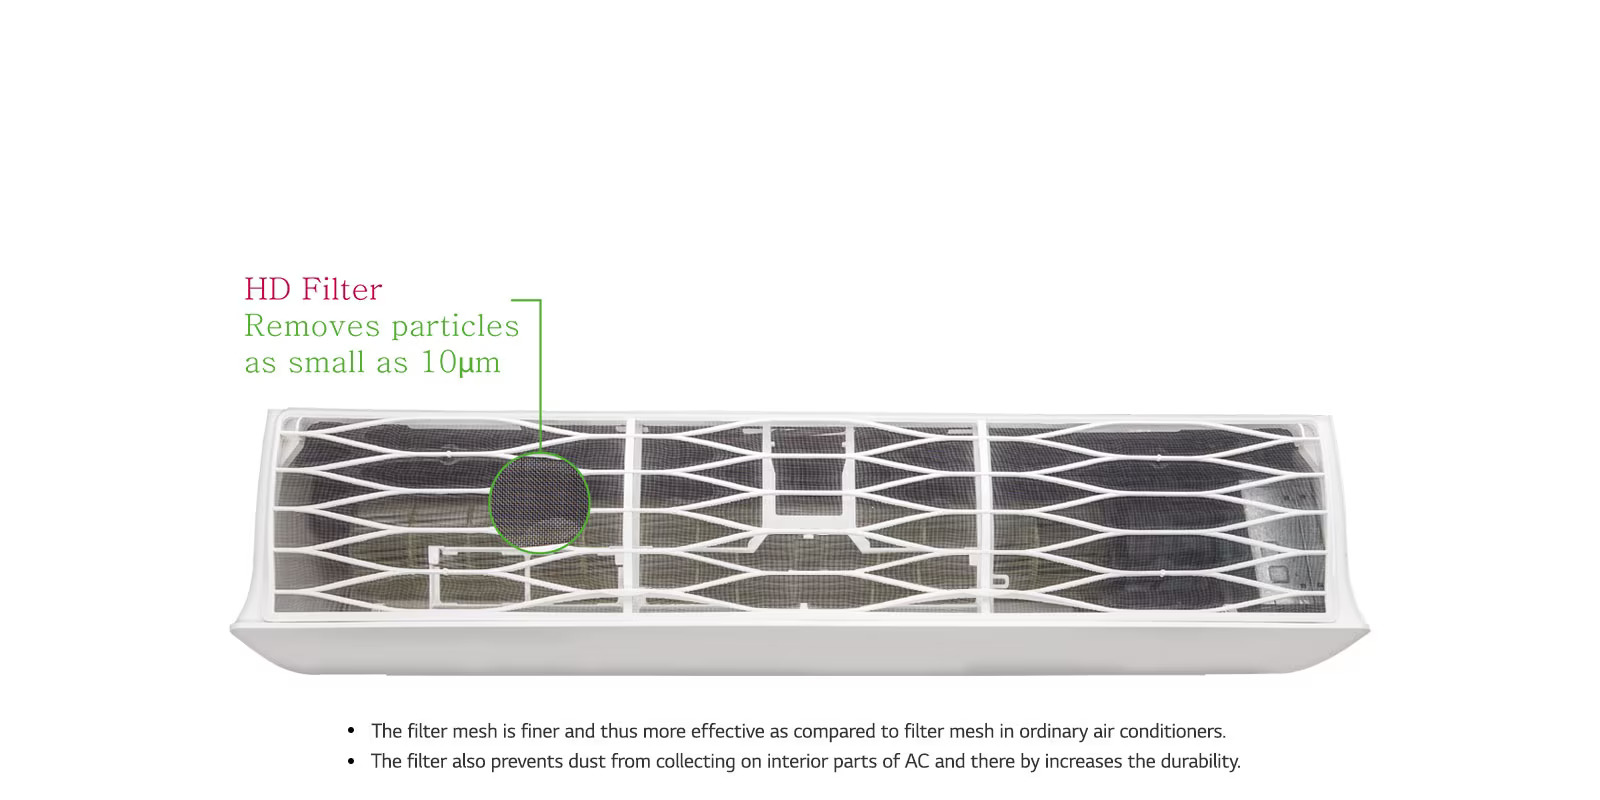 HD Filter
Removes particles
as small as 10μm
• The filter mesh is finer and thus more effective as compared to filter mesh in ordinary air conditioners.
• The filter also prevents dust from collecting on interior parts of AC and there by increases the durability.